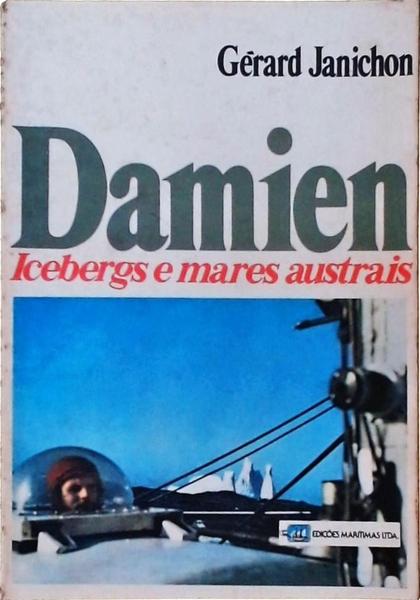 Gérard Janichon
Damien
Icebergs e mares austrais
EDIÇÕES MARÍTIMAS LTDA.